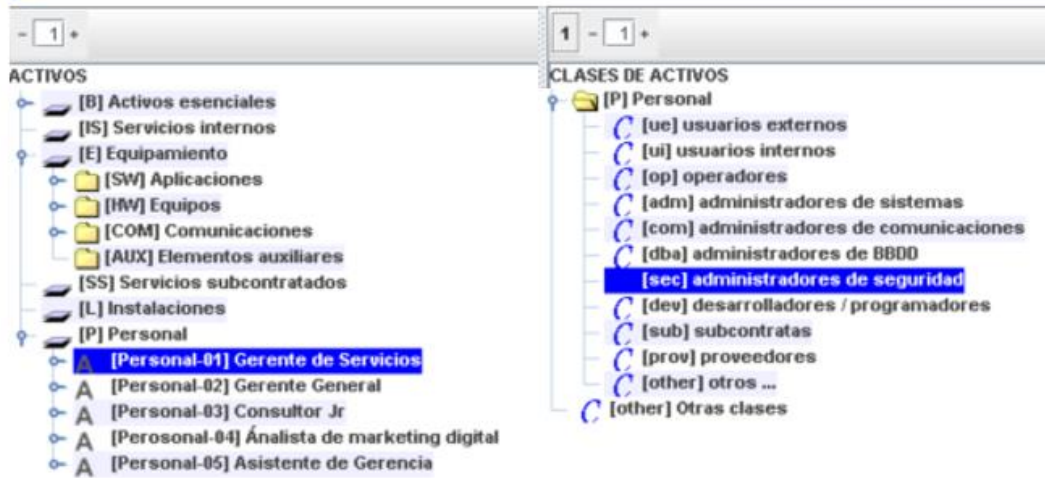 - 1 +
ACTIVOS
[B] Activos esenciales
[IS] Servicios internos
[E] Equipamiento
[SW] Aplicaciones
[HW] Equipos
[COM] Comunicaciones
[AUX] Elementos auxiliares
[SS] Servicios subcontratados
[L] Instalaciones
[P] Personal
A [Personal-01] Gerente de Servicios
A [Personal-02] Gerente General
A [Personal-03] Consultor Jr
A [Perosonal-04] Ánalista de marketing digital
A [Personal-05] Asistente de Gerencia
1 - 1 +
CLASES DE ACTIVOS
[P] Personal
C [ue] usuarios externos
C [ui] usuarios internos
C [op] operadores
C [adm] administradores de sistemas
C [com] administradores de comunicaciones
C [dba] administradores de BBDD
[sec] administradores de seguridad
C [dev] desarrolladores / programadores
C [sub] subcontratas
C [prov] proveedores
C [other] otros ...
C [other] Otras clases